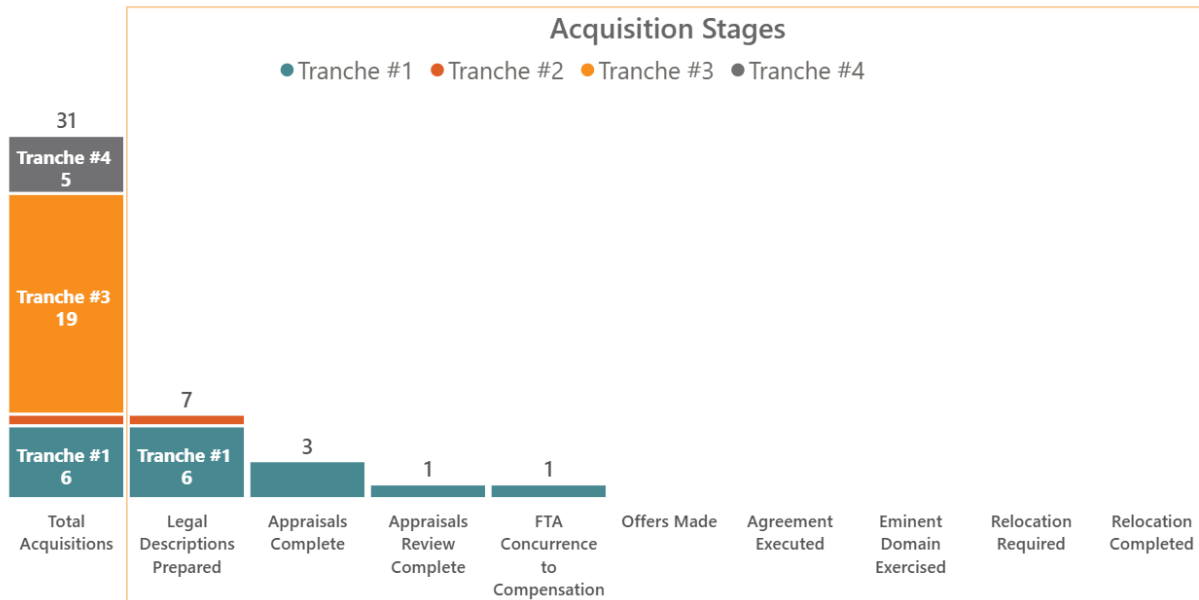 Acquisition Stages
Tranche #1 Tranche #2 Tranche #3 Tranche #4
31
Tranche #4
5
Tranche #3
19
Tranche #1
6
7
Tranche #1
6
3
1
1
Total
Acquisitions
Legal
Descriptions
Prepared
Appraisals
Complete
Appraisals
Review
Complete
FTA
Concurrence
to
Compensation
Offers Made
Agreement
Executed
Eminent
Domain
Exercised
Relocation
Required
Relocation
Completed